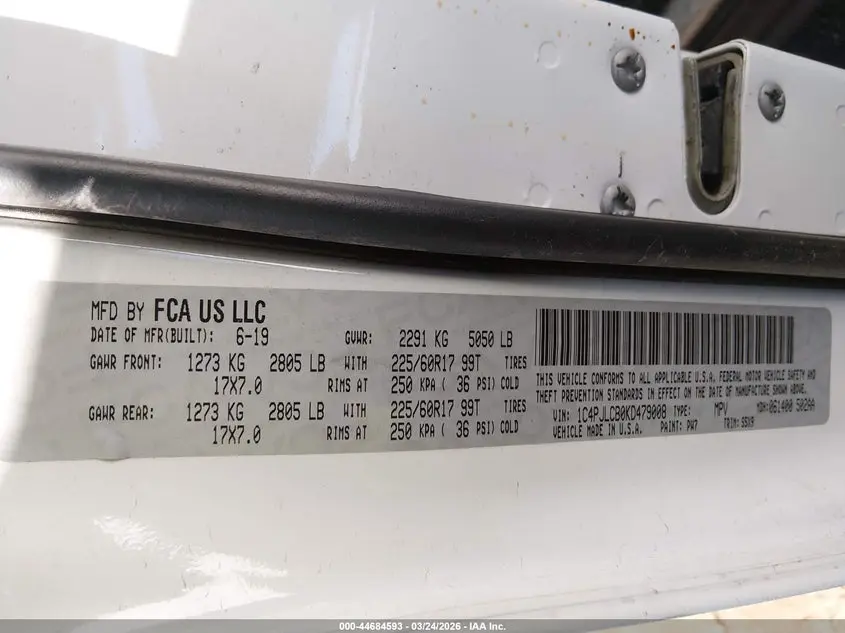 MFD BY FCA US LLC
DATE OF MFR(BUILT): 6-19 GVWR: 2291 KG 5050 LB
GAWR FRONT: 1273 KG 2805 LB WITH 225/60R17 99T TIRES
17X7.0 RIMS AT 250 KPA ( 36 PSI) COLD
GAWR REAR: 1273 KG 2805 LB WITH 225/60R17 99T TIRES
17X7.0 RIMS AT 250 KPA ( 36 PSI) COLD
THIS VEHICLE CONFORMS TO ALL APPLICABLE U.S.A. FEDERAL MOTOR VEHICLE SAFETY AND
THEFT PREVENTION STANDARDS IN EFFECT ON THE DATE OF MANUFACTURE SHOWN ABOVE.
VIN: 1C4PJLCB0KD479008 TYPE: MPV MDH: 061400 502AA
VEHICLE MADE IN U.S.A. PAINT: PW7 TRIM: S5X9
000-44684593 - 03/24/2026 - IAA Inc.